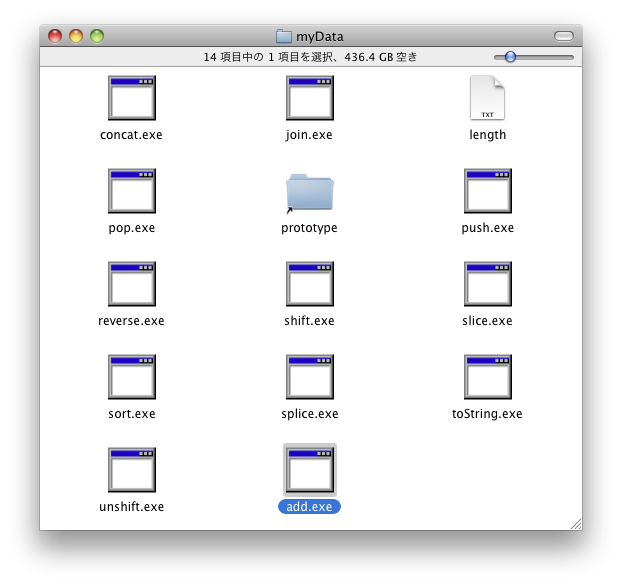 myData
14 項目中の 1 項目を選択、436.4 GB 空き
concat.exe
join.exe
TXT
length
pop.exe
prototype
push.exe
reverse.exe
shift.exe
slice.exe
sort.exe
splice.exe
toString.exe
unshift.exe
add.exe